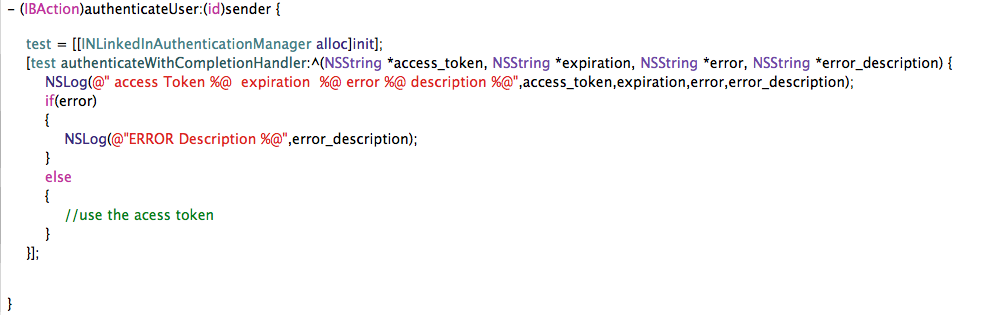 - (IBAction)authenticateUser:(id)sender {
test = [[INLinkedInAuthenticationManager alloc]init];
[test authenticateWithCompletionHandler:^(NSString *access_token, NSString *expiration, NSString *error, NSString *error_description) {
NSLog(@" access Token %@  expiration  %@ error %@ description %@",access_token,expiration,error,error_description);
if(error)
{
NSLog(@"ERROR Description %@",error_description);
}
else
{
//use the acess token
}
}];
}